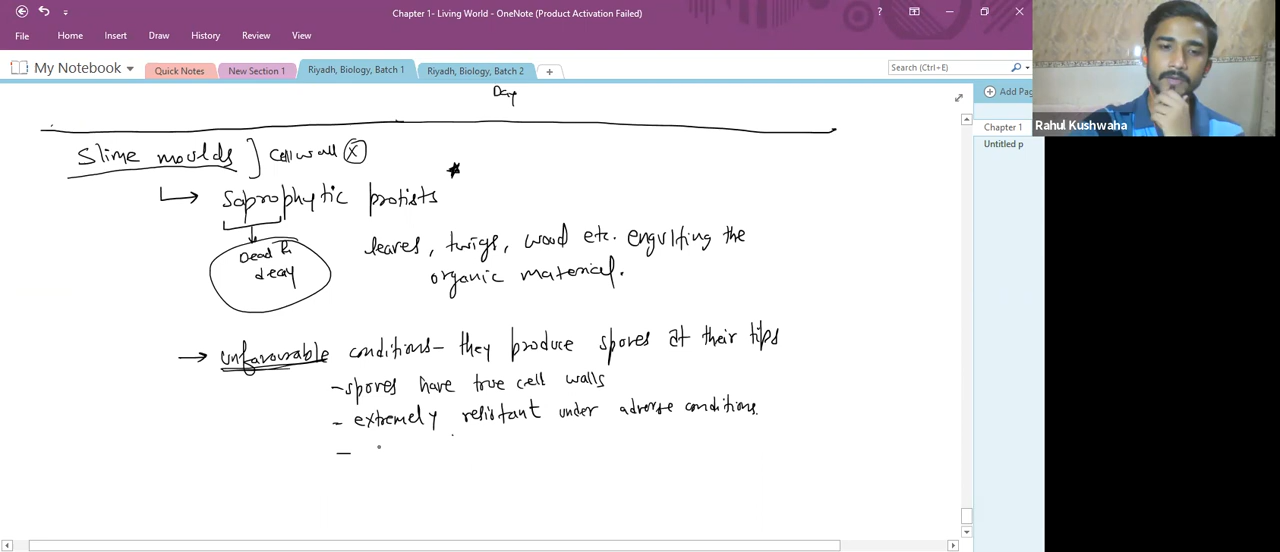 Chapter 1- Living World - OneNote (Product Activation Failed)
?
File Home Insert Draw History Review View
My Notebook
Quick Notes
New Section 1
Riyadh, Biology, Batch 1
Riyadh, Biology, Batch 2
Search (Ctrl+E)
Add Pag
Chapter 1
Untitled p
Rahul Kushwaha
Slime moulds] Cell wall X
Saprophytic protists
Dead &
decay
leaves, twigs, wood etc. engulfing the
organic material.
unfavourable conditions - they produce spores at their tips
- spores have true cell walls
- extremely resistant under adverse conditions.
-